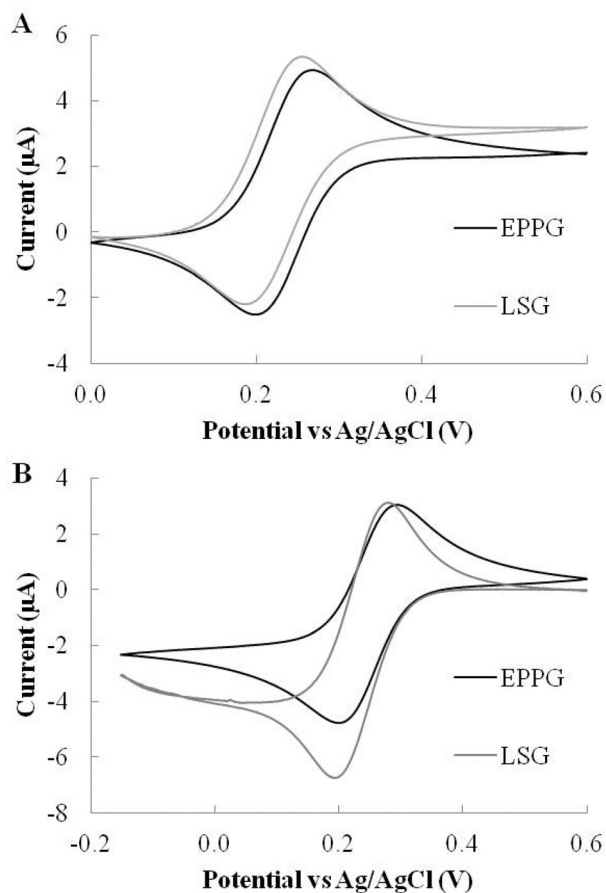 A
6
4
2
0
-2
-4
Current (µA)
EPPG
LSG
0.0 0.2 0.4 0.6
Potential vs Ag/AgCl (V)
B
4
2
0
-2
-4
-6
-8
Current (µA)
EPPG
LSG
-0.2 0.0 0.2 0.4 0.6
Potential vs Ag/AgCl (V)